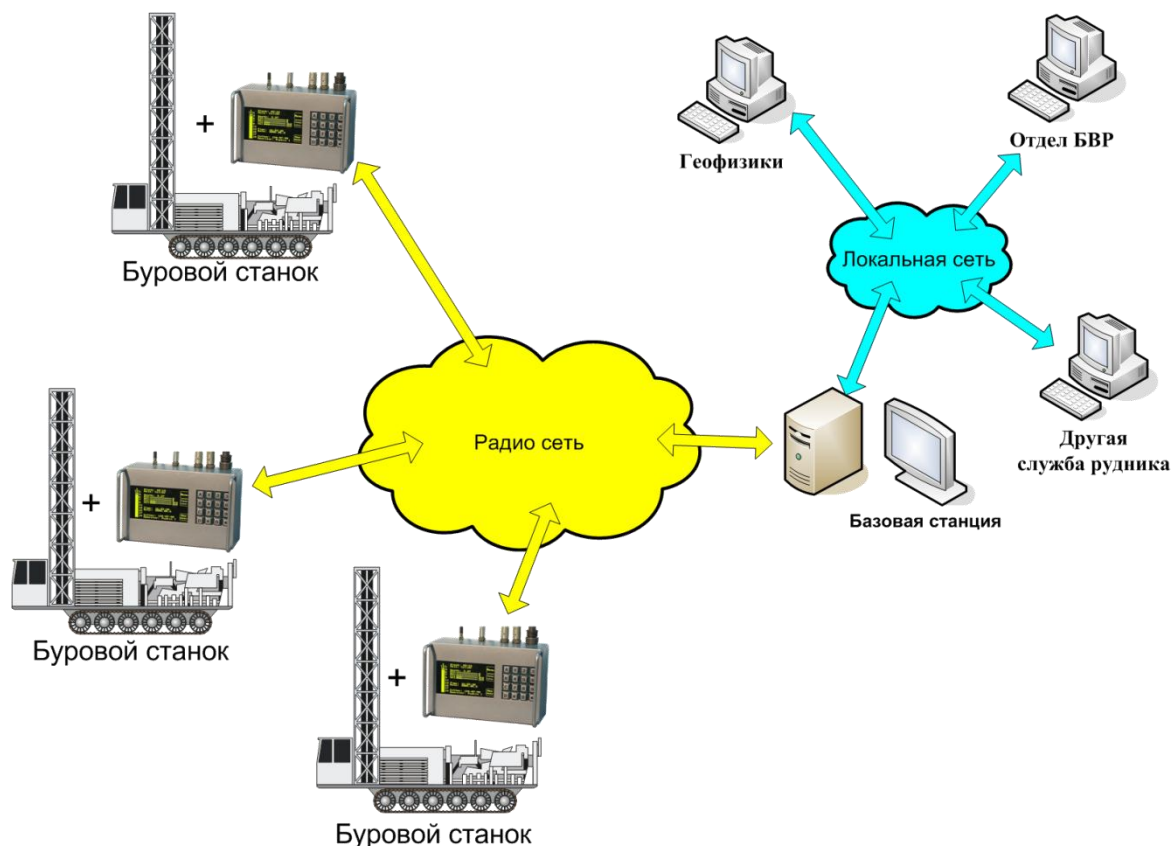 Буровой станок
Геофизики
Отдел БВР
Локальная сеть
Другая
служба рудника
Базовая станция
Радио сеть
Буровой станок
Буровой станок